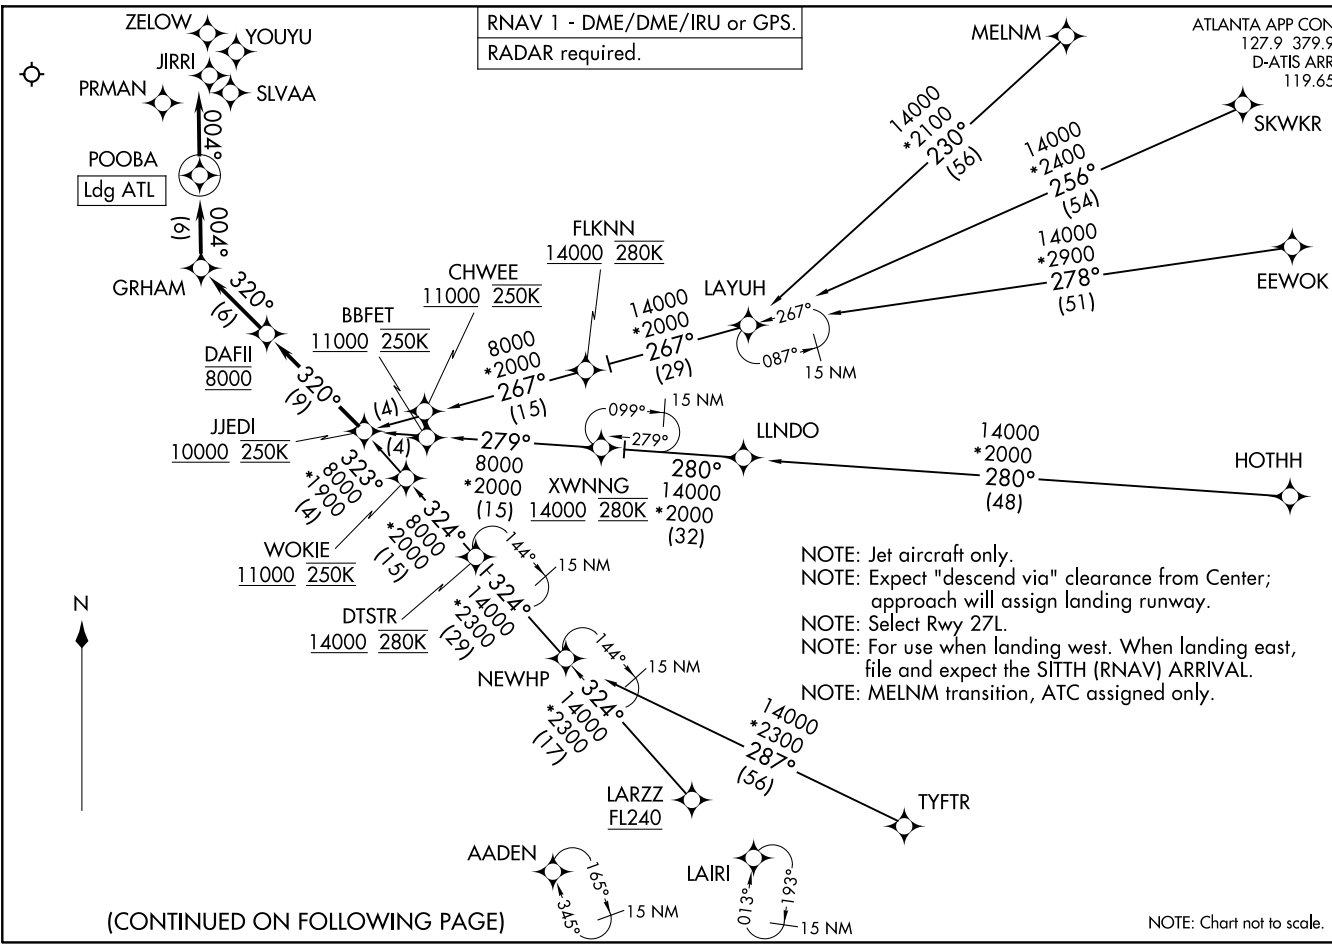 RNAV 1 - DME/DME/IRU or GPS.
RADAR required.
ATLANTA APP CON
127.9 379.9
D-ATIS ARR
119.65
ZELOW
YOUYU
JIRRI
SLVAA
PRMAN
004°
POOBA
Ldg ATL
004°
(6)
GRHAM
320°
(6)
DAFII
8000
320°
(9)
JJEDI
10000 250K
MELNM
14000
*2100
230°
(56)
SKWKR
14000
*2400
256°
(54)
EEWOK
14000
*2900
278°
(51)
LAYUH
267°
087°
15 NM
FLKNN
14000 280K
14000
*2000
267°
(29)
CHWEE
11000 250K
8000
*2000
267°
(15)
(4)
BBFET
11000 250K
(4)
279°
8000
*2000
(15)
099°
279°
15 NM
XWNNG
14000 280K
LLNDO
280°
14000
*2000
(32)
14000
*2000
280°
(48)
HOTHH
323°
8000
*1900
(4)
WOKIE
11000 250K
324°
8000
*2000
(15)
144°
15 NM
DTSTR
14000 280K
324°
14000
*2300
(29)
NEWHP
144°
15 NM
324°
14000
*2300
(17)
LARZZ
FL240
14000
*2300
287°
(56)
TYFTR
AADEN
165°
345°
15 NM
LAIRI
013°
193°
15 NM
N
NOTE: Jet aircraft only.
NOTE: Expect "descend via" clearance from Center;
approach will assign landing runway.
NOTE: Select Rwy 27L.
NOTE: For use when landing west. When landing east,
file and expect the SITTH (RNAV) ARRIVAL.
NOTE: MELNM transition, ATC assigned only.
(CONTINUED ON FOLLOWING PAGE)
NOTE: Chart not to scale.